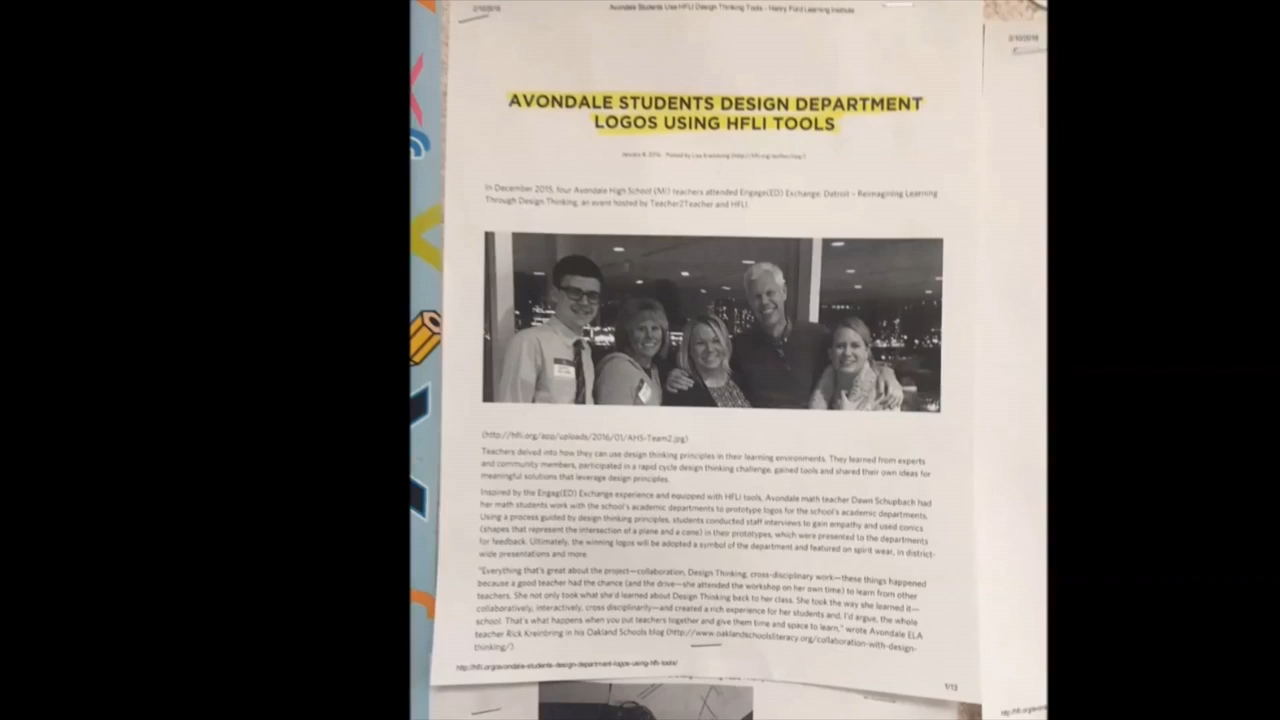 2/10/2016
Avondale Students Use HFLI Design Thinking Tools - Henry Ford Learning Institute
2/10/2016
AVONDALE STUDENTS DESIGN DEPARTMENT
LOGOS USING HFLI TOOLS
January 8, 2016 - Posted by Lisa
In December 2015, four Avondale High School (MI) teachers attended Engage(ED) Exchange: Detroit – Reimagining Learning
Through Design Thinking, an event hosted by Teacher2Teacher and HFLI.
(http://hfli.org/app/uploads/2016/01/AHS-Team2.jpg)
Teachers delved into how they can use design thinking principles in their learning environments. They learned from experts
and community members, participated in a rapid cycle design thinking challenge, gained tools and shared their own ideas for
meaningful solutions that leverage design principles.
Inspired by the Engag(ED) Exchange experience and equipped with HFLI tools, Avondale math teacher Dawn Schupbach had
her math students work with the school's academic departments to prototype logos for the school's academic departments.
Using a process guided by design thinking principles, students conducted staff interviews to gain empathy and used conics
(shapes that represent the intersection of a plane and a cone) in their prototypes, which were presented to the departments
for feedback. Ultimately, the winning logos will be adopted a symbol of the department and featured on spirit wear, in district-
wide presentations and more.
"Everything that's great about the project—collaboration, Design Thinking, cross-disciplinary work—these things happened
because a good teacher had the chance (and the drive—she attended the workshop on her own time) to learn from other
teachers. She not only took what she'd learned about Design Thinking back to her class. She took the way she learned it—
collaboratively, interactively, cross disciplinarily—and created a rich experience for her students and, I'd argue, the whole
school. That's what happens when you put teachers together and give them time and space to learn," wrote Avondale ELA
teacher Rick Kreinbring in his Oakland Schools blog (http://www.oaklandschoolsliteracy.org/collaboration-with-design-
thinking/).
http://hfli.org/avondale-students-design-department-logos-using-hfli-tools/
1/13